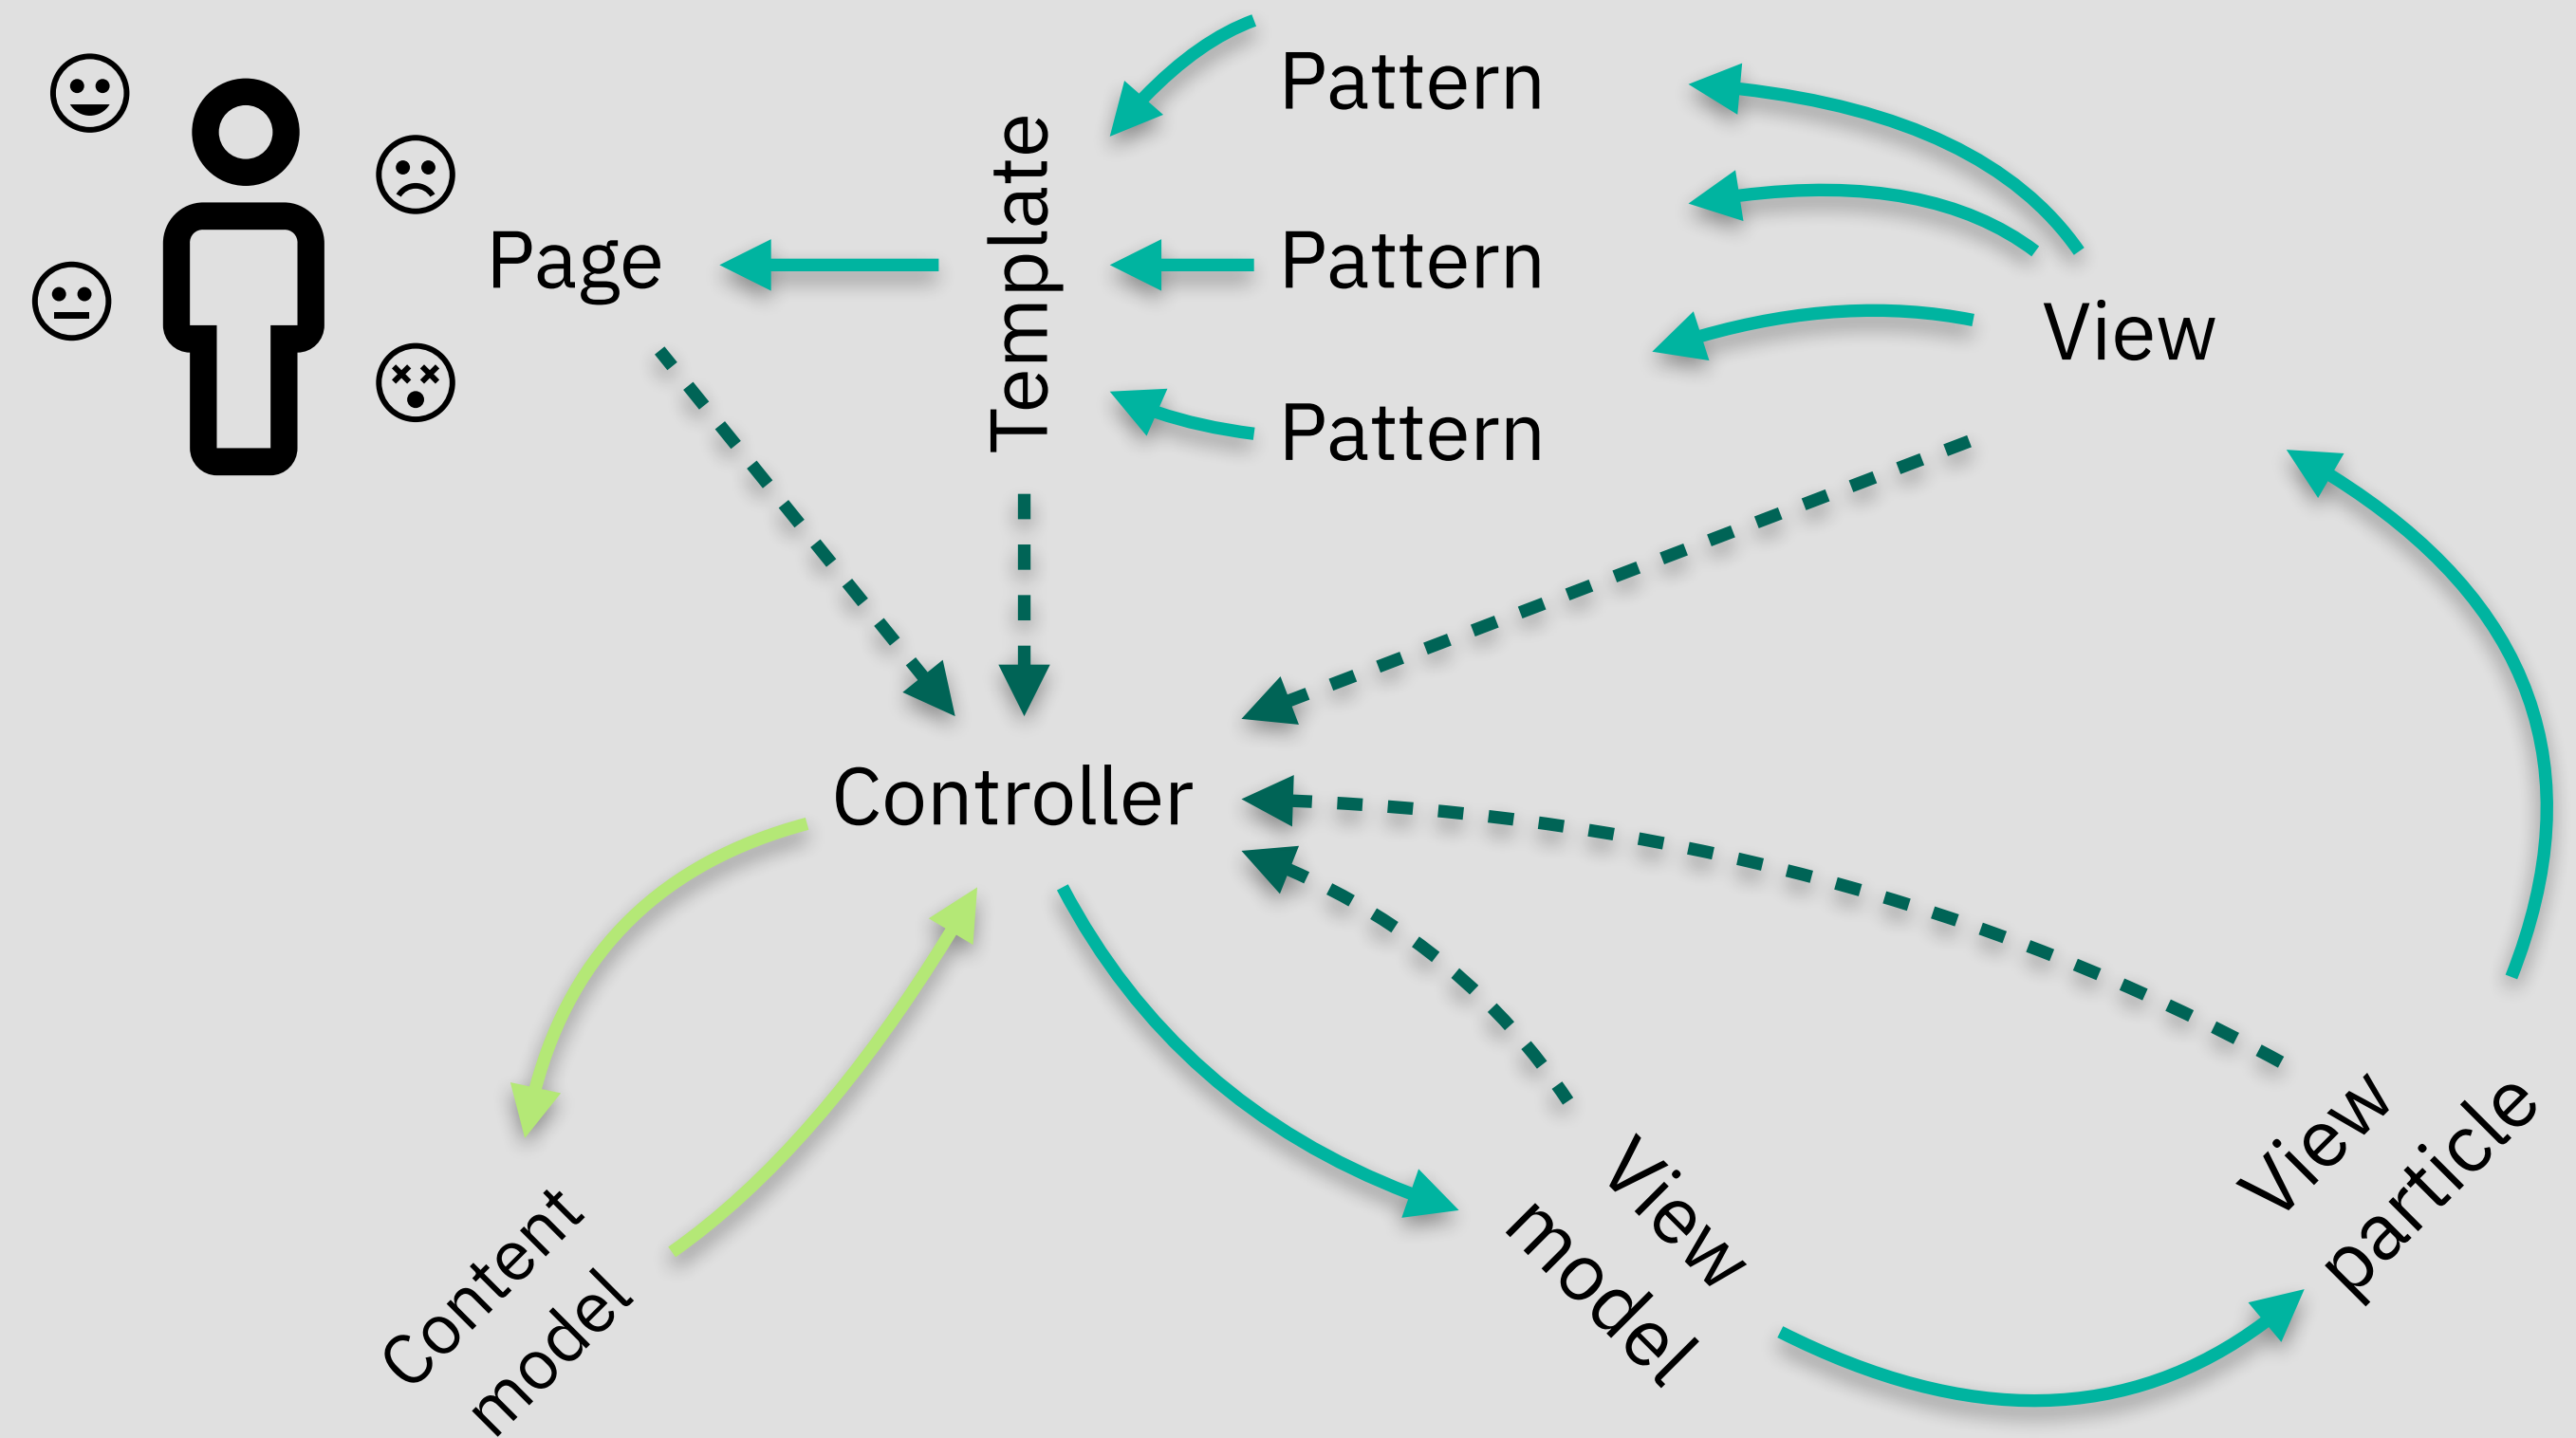 Pattern
Template
Page
Pattern
View
Pattern
Controller
View
particle
View
model
Content
model